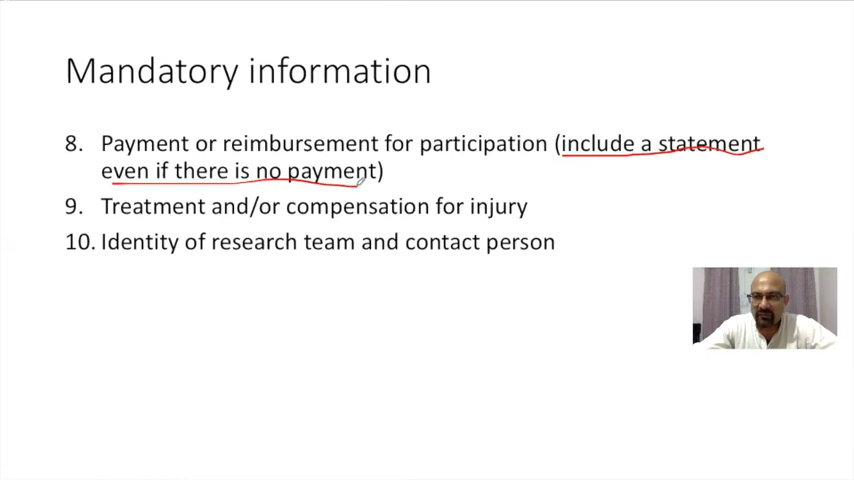 Mandatory information
8. Payment or reimbursement for participation (include a statement
even if there is no payment)
9. Treatment and/or compensation for injury
10. Identity of research team and contact person